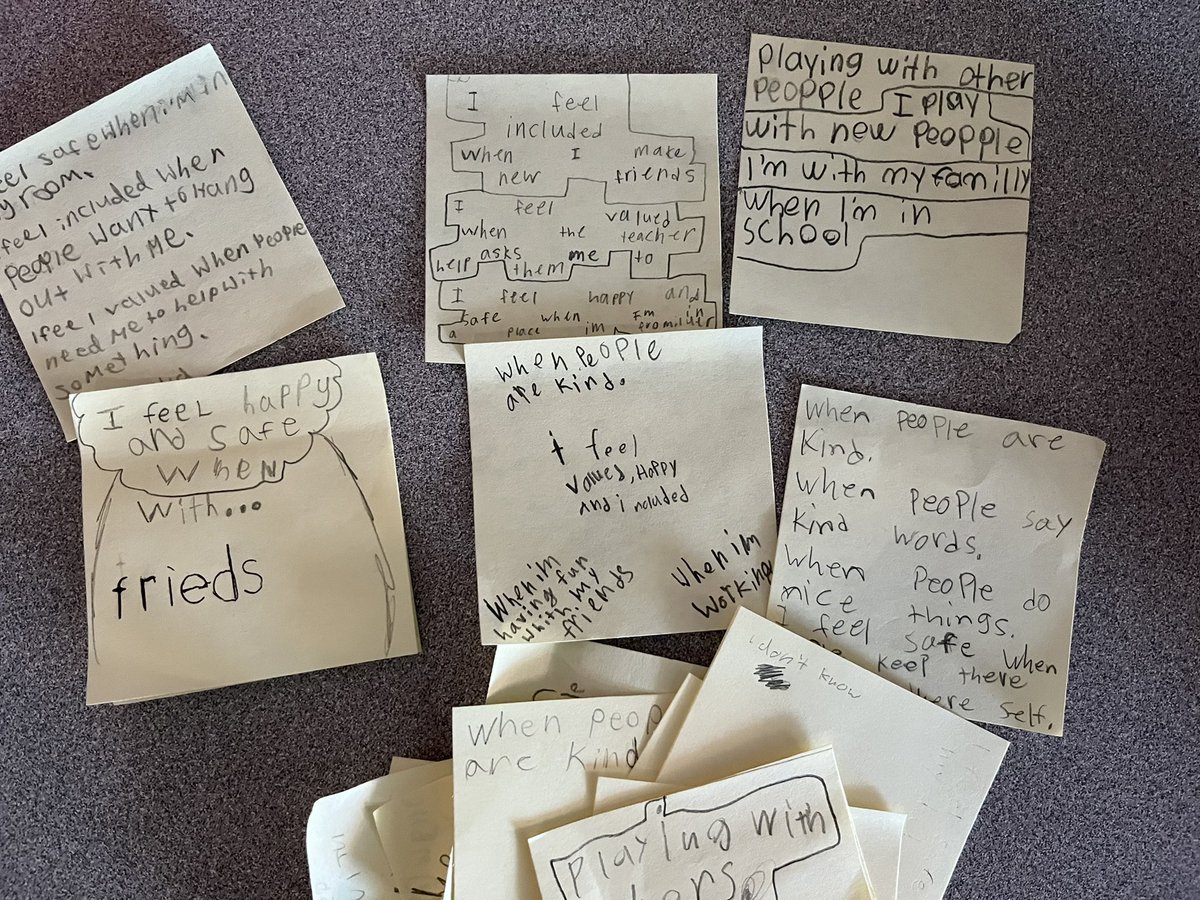 feel safe when i'm in
room.
feel included when
People want to Hang
out with Me.
I feel valued when People
need Me to help with
something.
I feel
included
when I make
new friends
I feel valued
when the teacher
help asks me to
them
I feel happy and
safe when I'm in
a place im fromiluer
playing with other
peopple I play
with new peopple
I'm with my familly
when I'm in
school
I feel happy
and safe
when
with...
frieds
when people
are kind.
i feel
values, Happy
and included
When im
having fun
whith my
friends
when im
working
when people are
kind.
when people say
kind words.
when people do
nice things.
I feel safe when
keep there
self.
i don't know
when peop
are kind
playing with